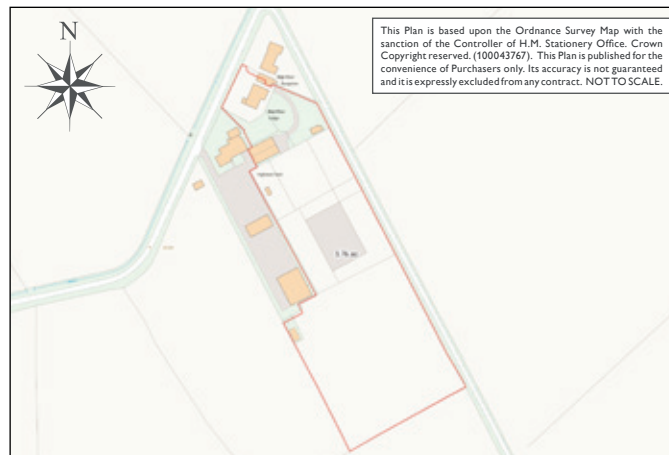 N
This Plan is based upon the Ordnance Survey Map with the
sanction of the Controller of H.M. Stationery Office. Crown
Copyright reserved. (100043767). This Plan is published for the
convenience of Purchasers only. Its accuracy is not guaranteed
and it is expressly excluded from any contract. NOT TO SCALE.